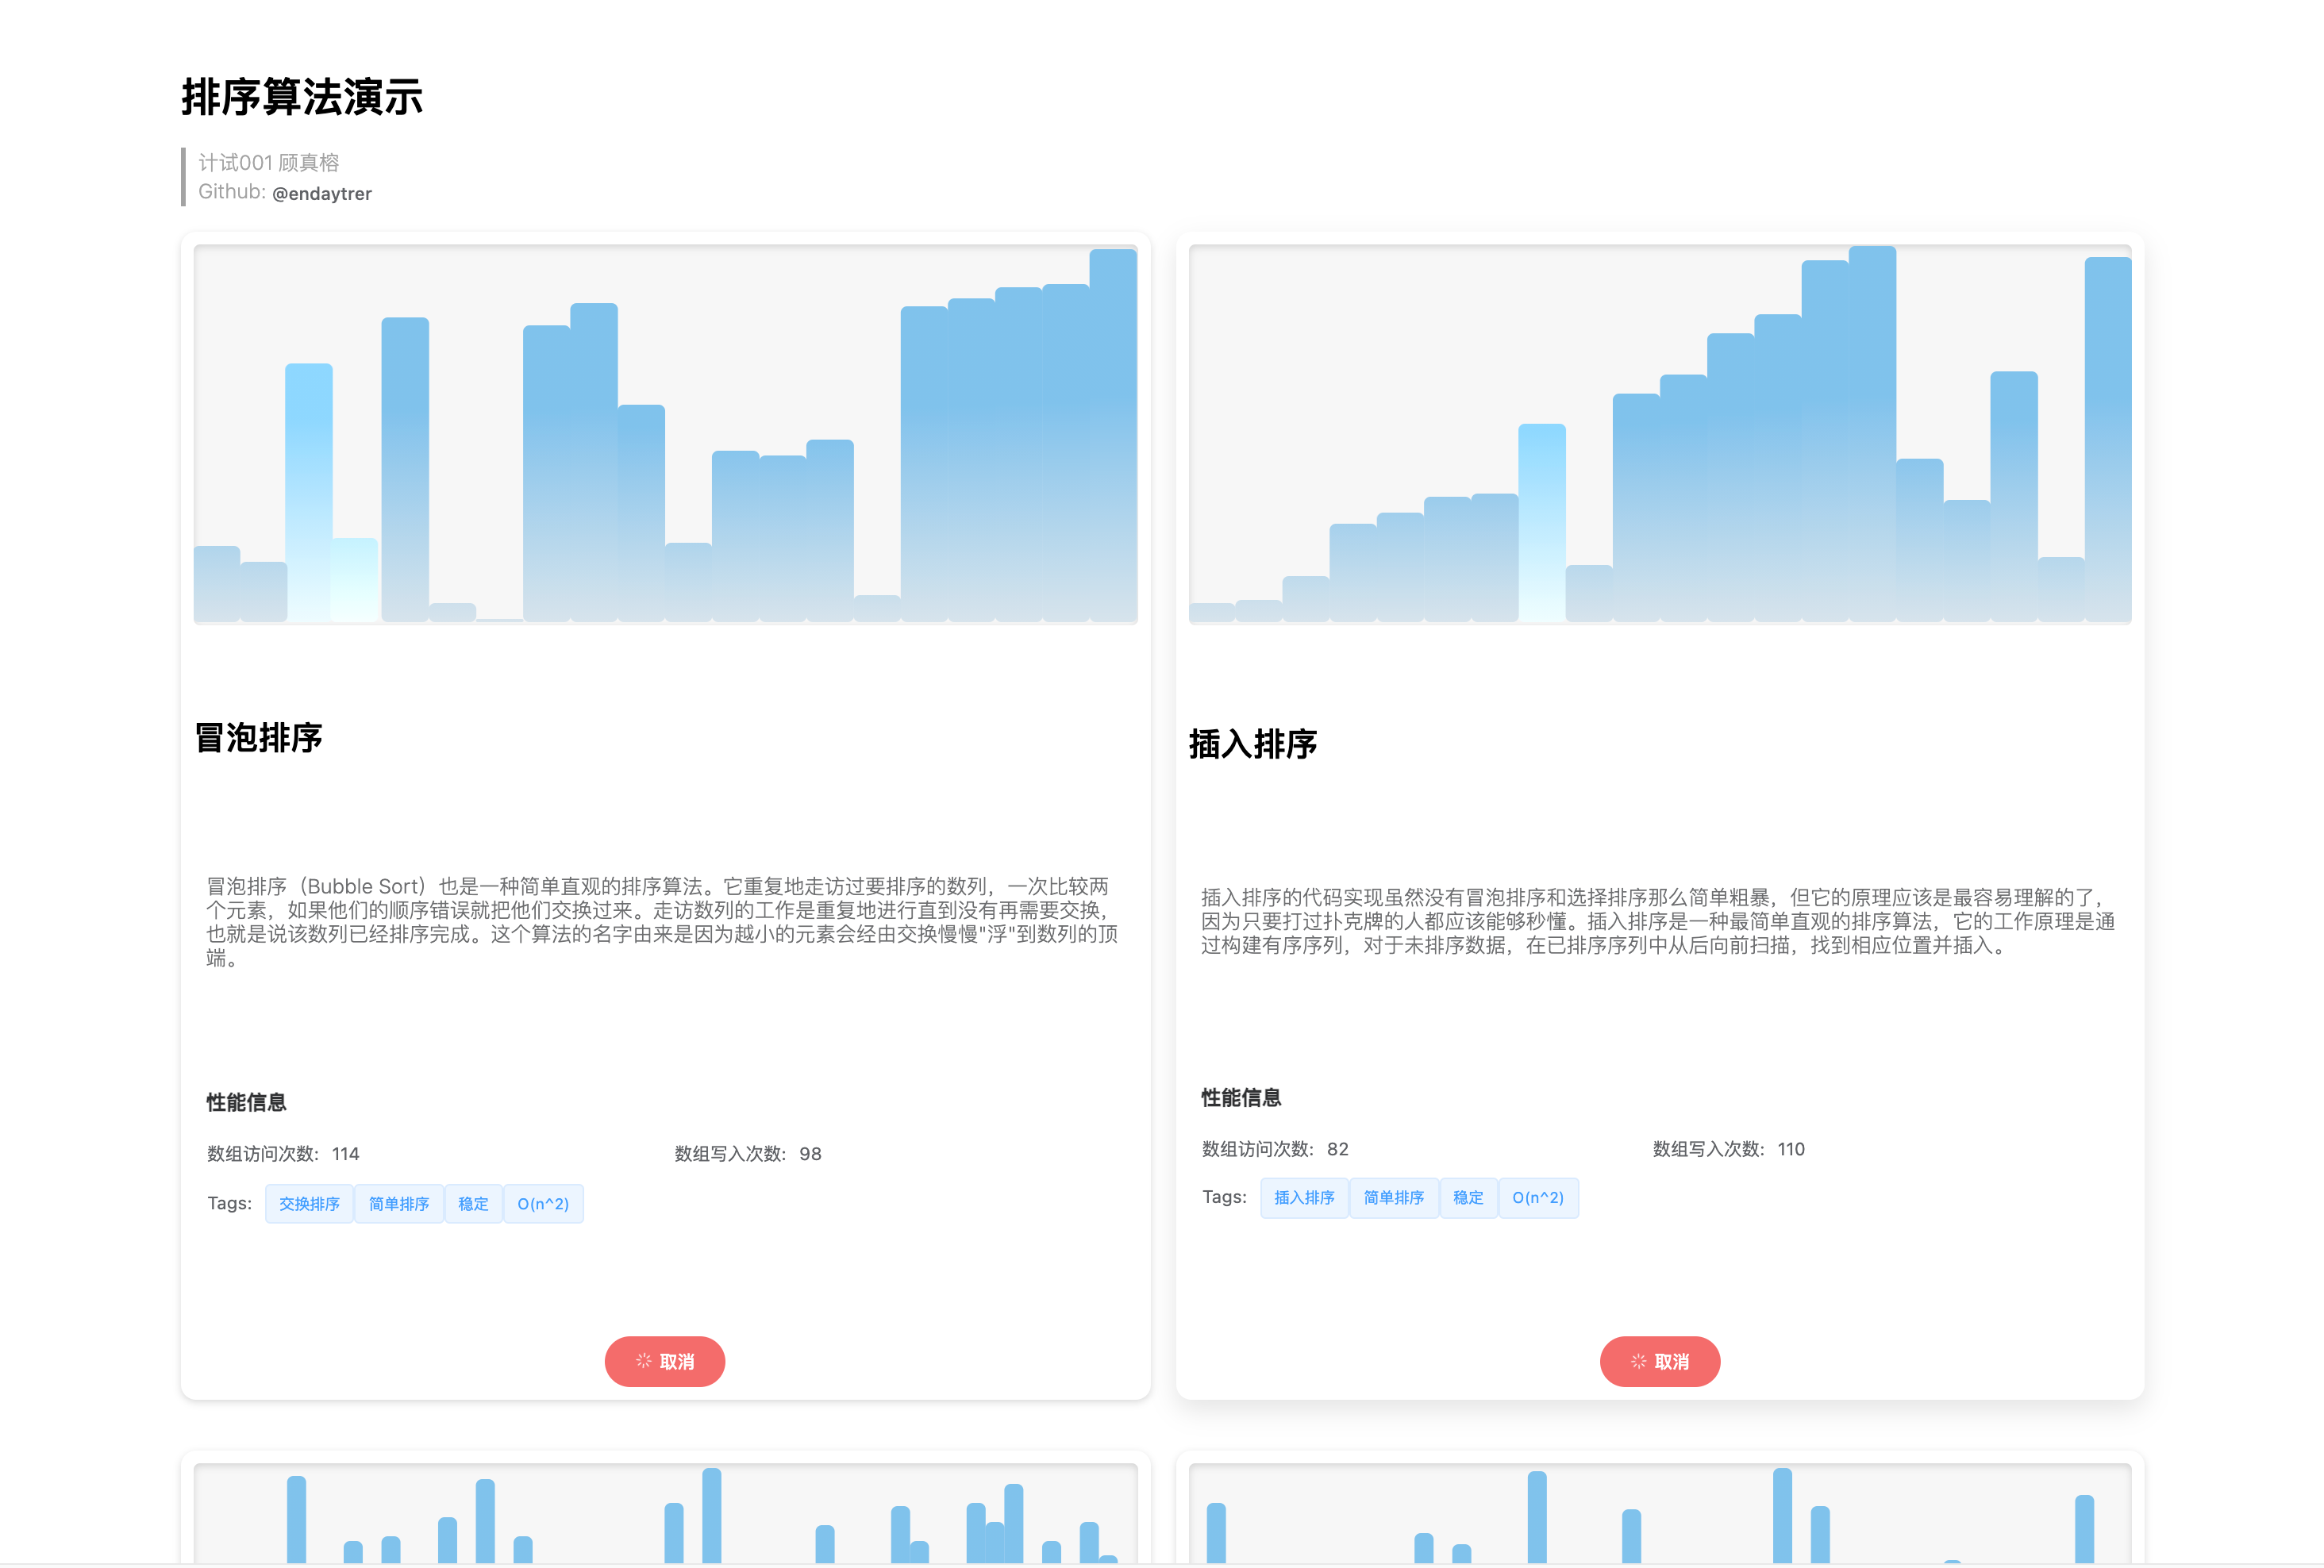 排序算法演示
计试001 顾真榕
Github: @endaytrer
冒泡排序
冒泡排序（Bubble Sort）也是一种简单直观的排序算法。它重复地走访过要排序的数列，一次比较两
个元素，如果他们的顺序错误就把他们交换过来。走访数列的工作是重复地进行直到没有再需要交换，
也就是说该数列已经排序完成。这个算法的名字由来是因为越小的元素会经由交换慢慢"浮"到数列的顶
端。
性能信息
数组访问次数: 114 数组写入次数: 98
Tags: 交换排序 简单排序 稳定 O(n^2)
取消
插入排序
插入排序的代码实现虽然没有冒泡排序和选择排序那么简单粗暴，但它的原理应该是最容易理解的了，
因为只要打过扑克牌的人都应该能够秒懂。插入排序是一种最简单直观的排序算法，它的工作原理是通
过构建有序序列，对于未排序数据，在已排序序列中从后向前扫描，找到相应位置并插入。
性能信息
数组访问次数: 82 数组写入次数: 110
Tags: 插入排序 简单排序 稳定 O(n^2)
取消